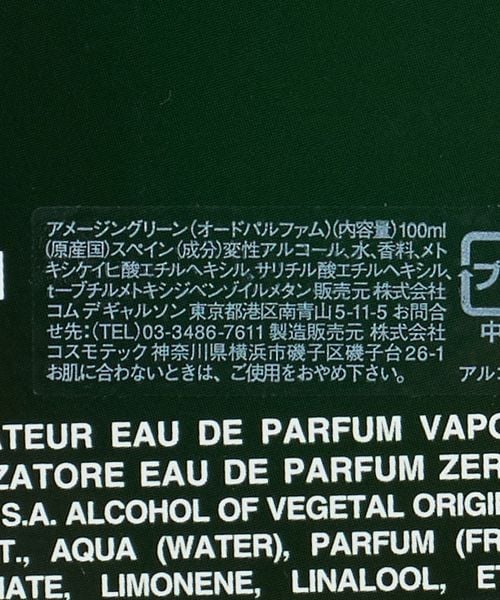 アメージングリーン(オードパルファム)(内容量)100ml
(原産国)スペイン(成分)変性アルコール、水、香料、メト
キシケイヒ酸エチルヘキシル、サリチル酸エチルヘキシル、
t-ブチルメトキシジベンゾイルメタン 販売元 株式会社
コム デ ギャルソン 東京都港区南青山 5-11-5 お問合
せ先:(TEL)03-3486-7611 製造販売元 株式会社
コスモテック 神奈川県横浜市磯子区磯子台 26-1
お肌に合わないときは、ご使用をおやめ下さい。
プ
中
アルコ
ATEUR EAU DE PARFUM VAPO
ZATORE EAU DE PARFUM ZER
S.A. ALCOHOL OF VEGETAL ORIGI
T., AQUA (WATER), PARFUM (FR
MATE, LIMONENE, LINALOOL, ET